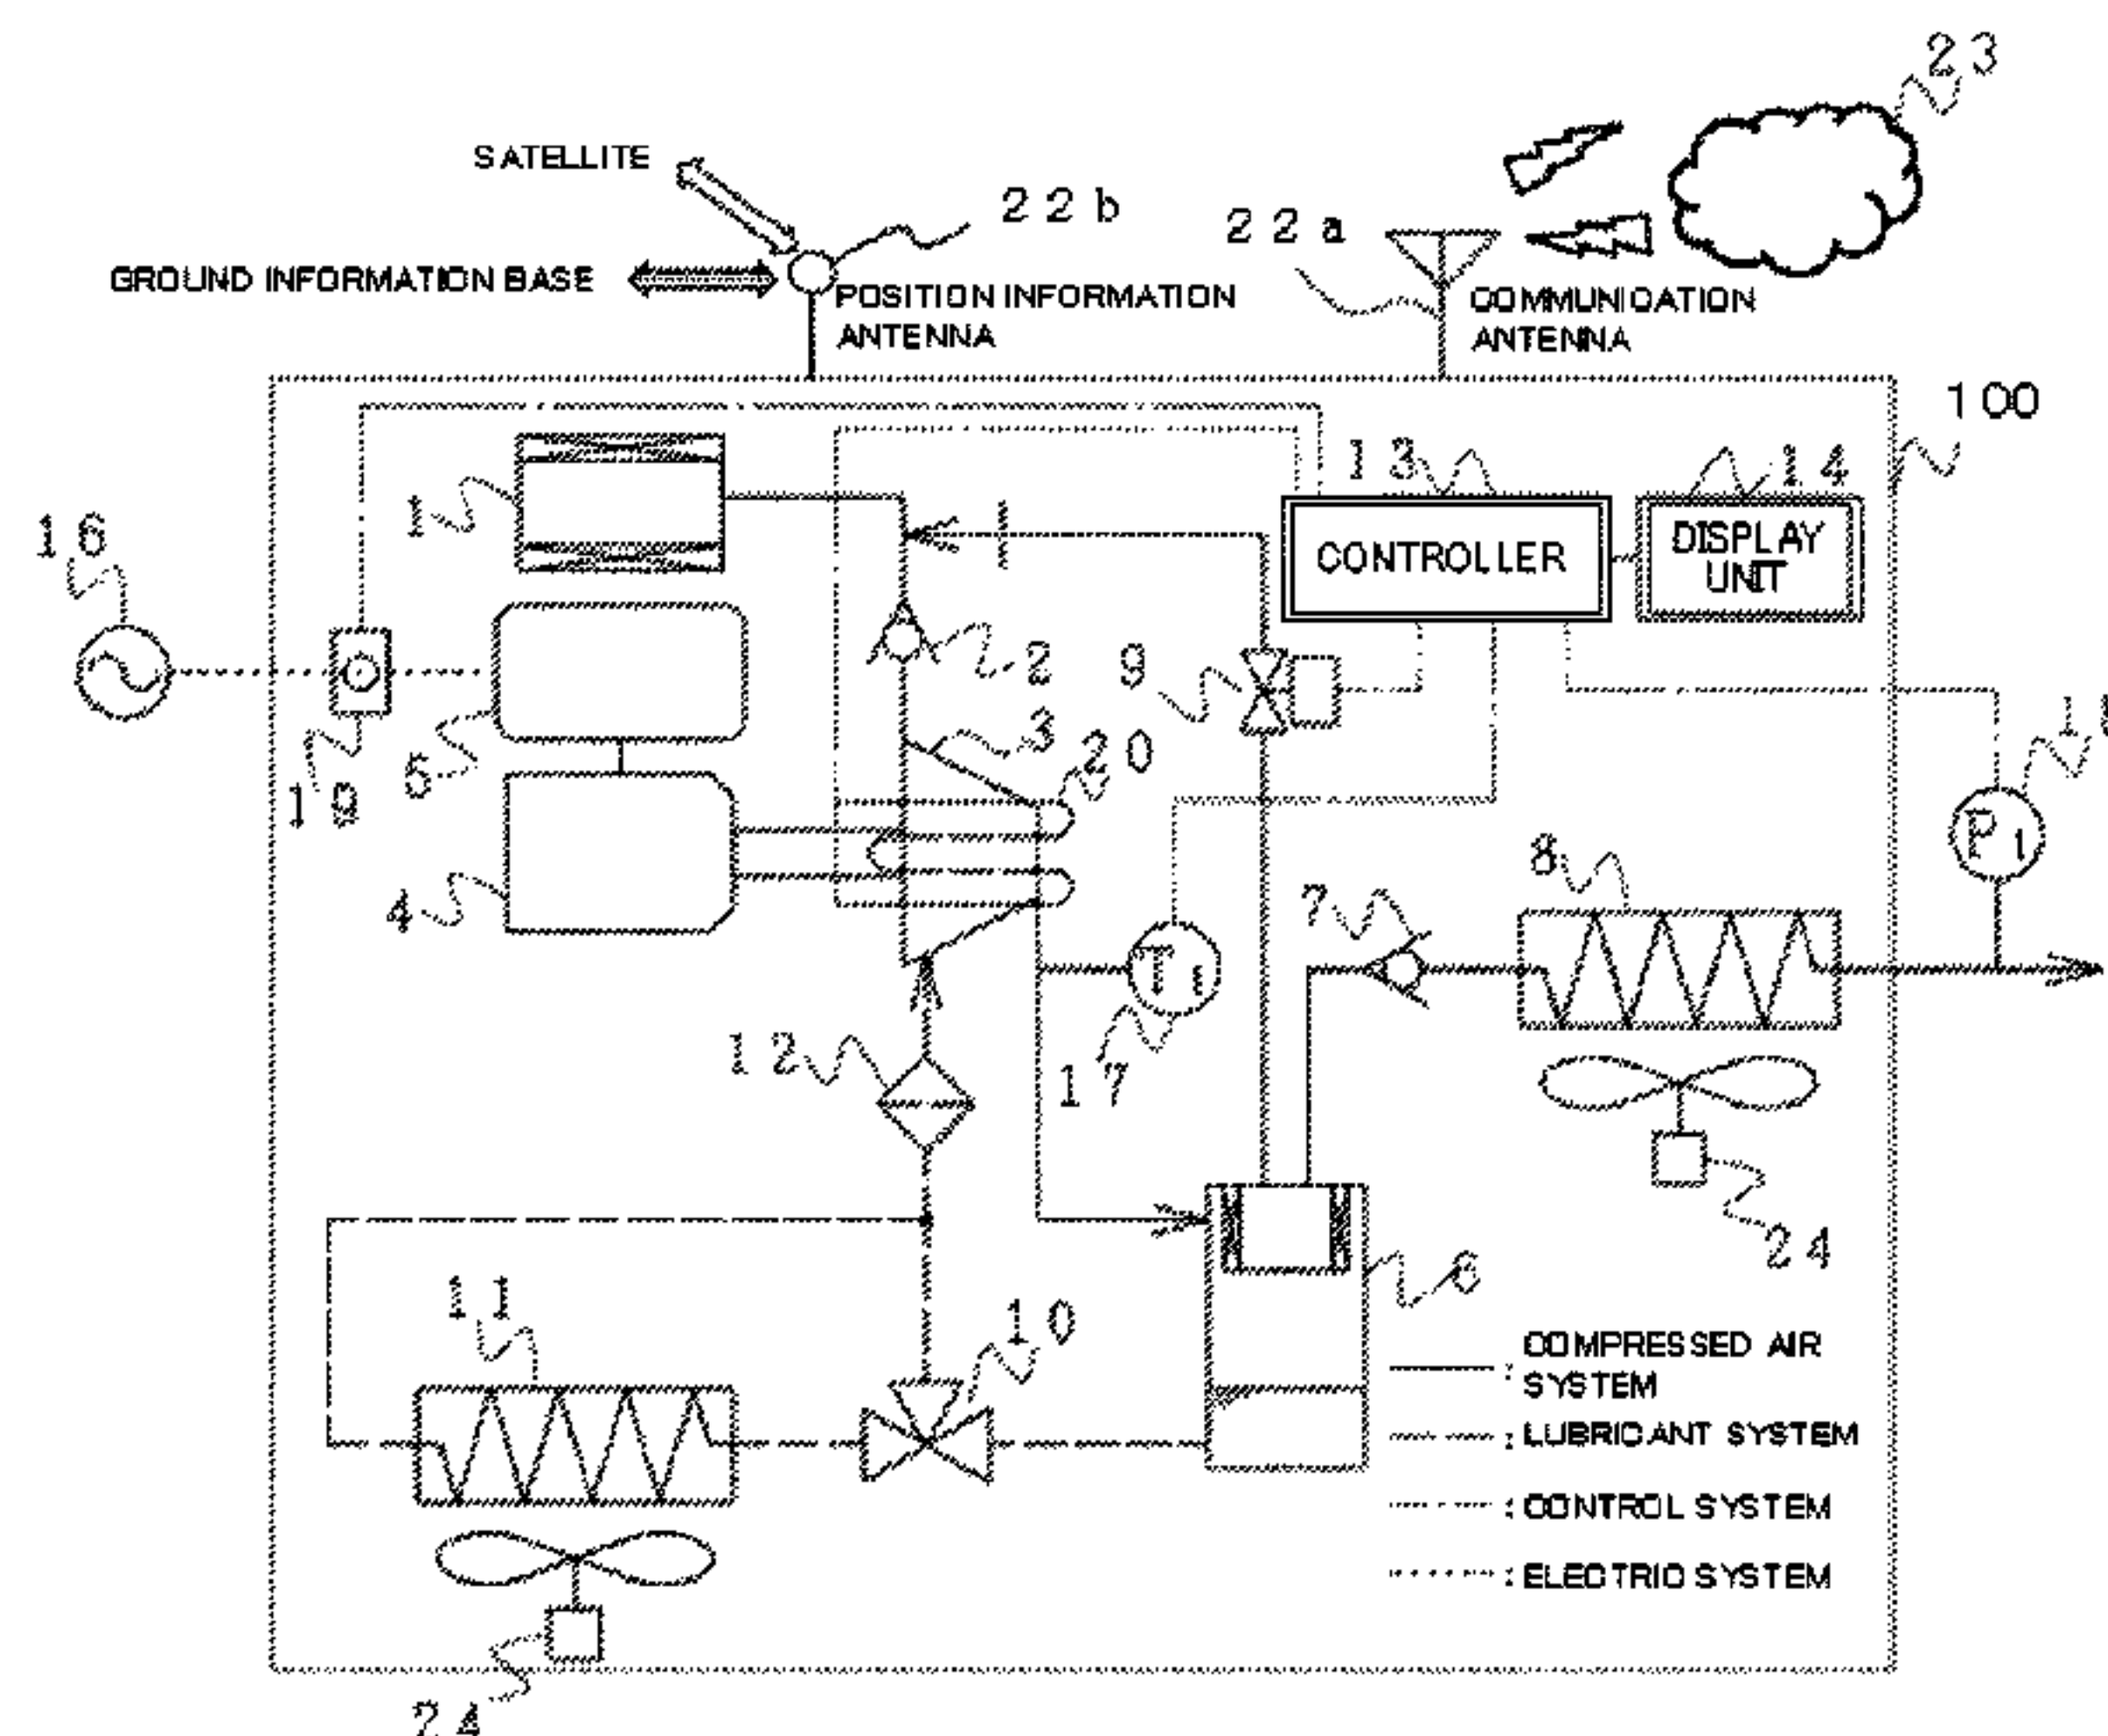 23
SATELLITE
22b
22a
GROUND INFORMATION BASE
POSITION INFORMATION
ANTENNA
COMMUNICATION
ANTENNA
100
13
14
1
16
CONTROLLER
DISPLAY
UNIT
2
9
3
20
5
19
P1
8
4
7
T1
12
17
24
6
11
10
COMPRESSED AIR
SYSTEM
: LUBRICANT SYSTEM
: CONTROL SYSTEM
: ELECTRIC SYSTEM
24